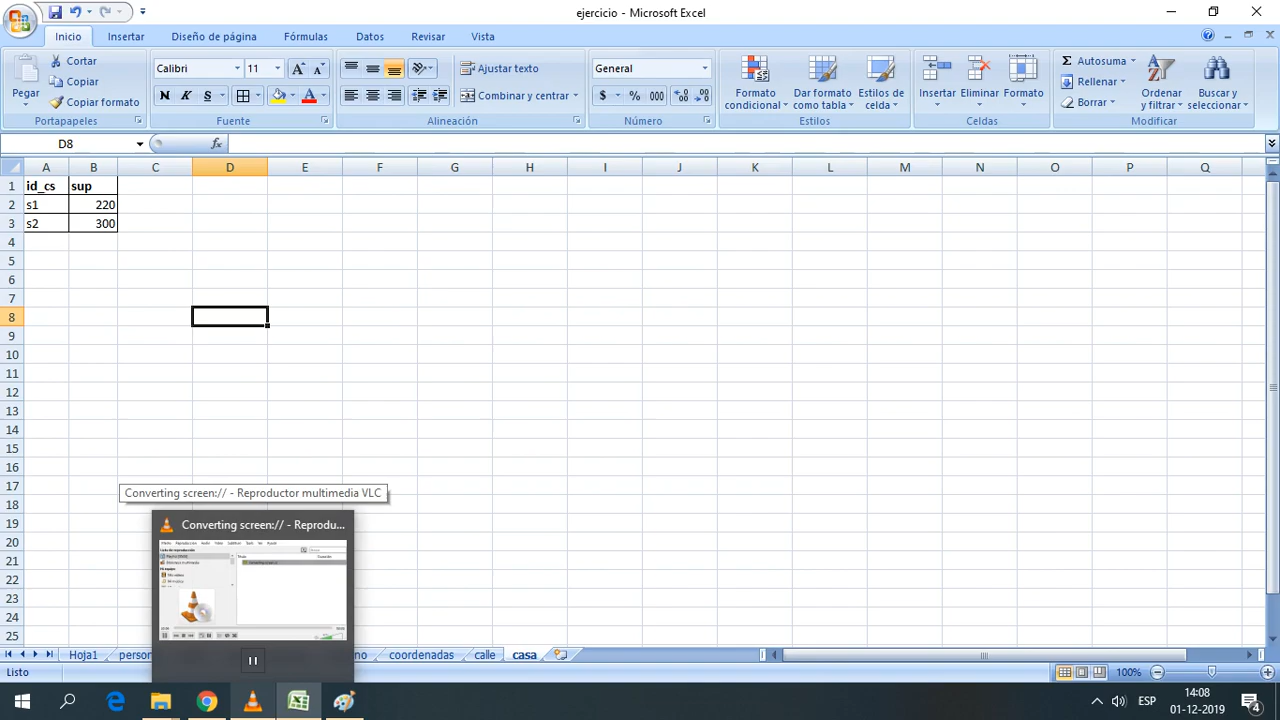 ejercicio - Microsoft Excel
Inicio Insertar Diseño de página Fórmulas Datos Revisar Vista
Pegar
Cortar
Copiar
Copiar formato
Portapapeles
Calibri 11
N K S
Fuente
Ajustar texto
Combinar y centrar
Alineación
General
$ % 000
Número
Formato condicional
Dar formato como tabla
Estilos de celda
Estilos
Insertar Eliminar Formato
Celdas
Autosuma
Rellenar
Borrar
Ordenar y filtrar
Buscar y seleccionar
Modificar
D8
A B C D E F G H I J K L M N O P Q
1 id_cs sup
2 s1 220
3 s2 300
4
5
6
7
8
9
10
11
12
13
14
15
16
17
18
19
20
21
22
23
24
25
Converting screen:// - Reproductor multimedia VLC
Converting screen:// - Reprodu...
Hoja1 person no coordenadas calle casa
Listo
100%
ESP
14:08
01-12-2019
4